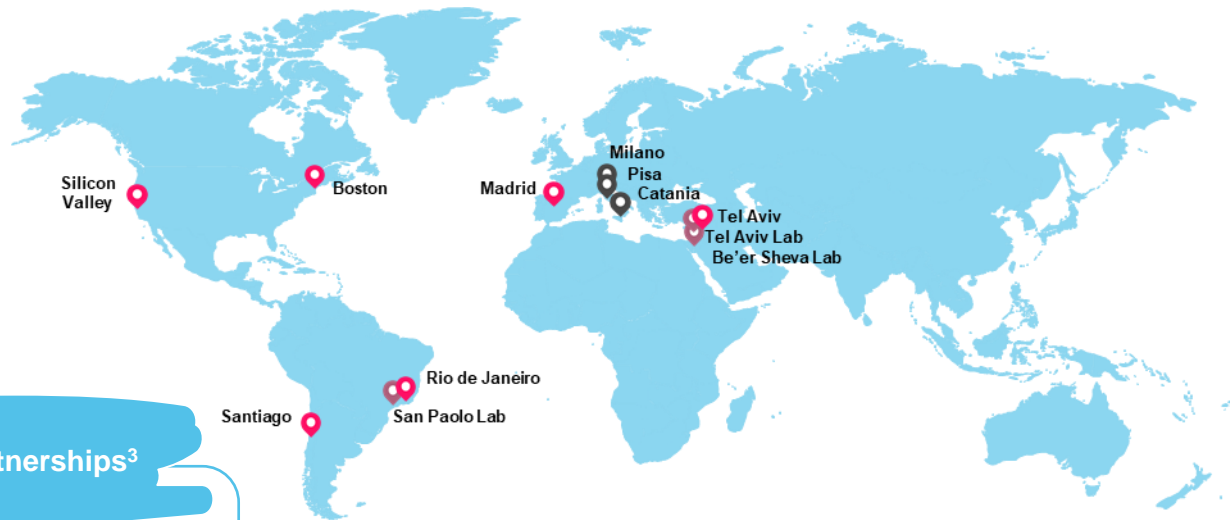 Milano
Pisa
Catania
Silicon
Valley
Boston
Madrid
Tel Aviv
Tel Aviv Lab
Be'er Sheva Lab
Rio de Janeiro
Santiago
San Paolo Lab
tnerships³